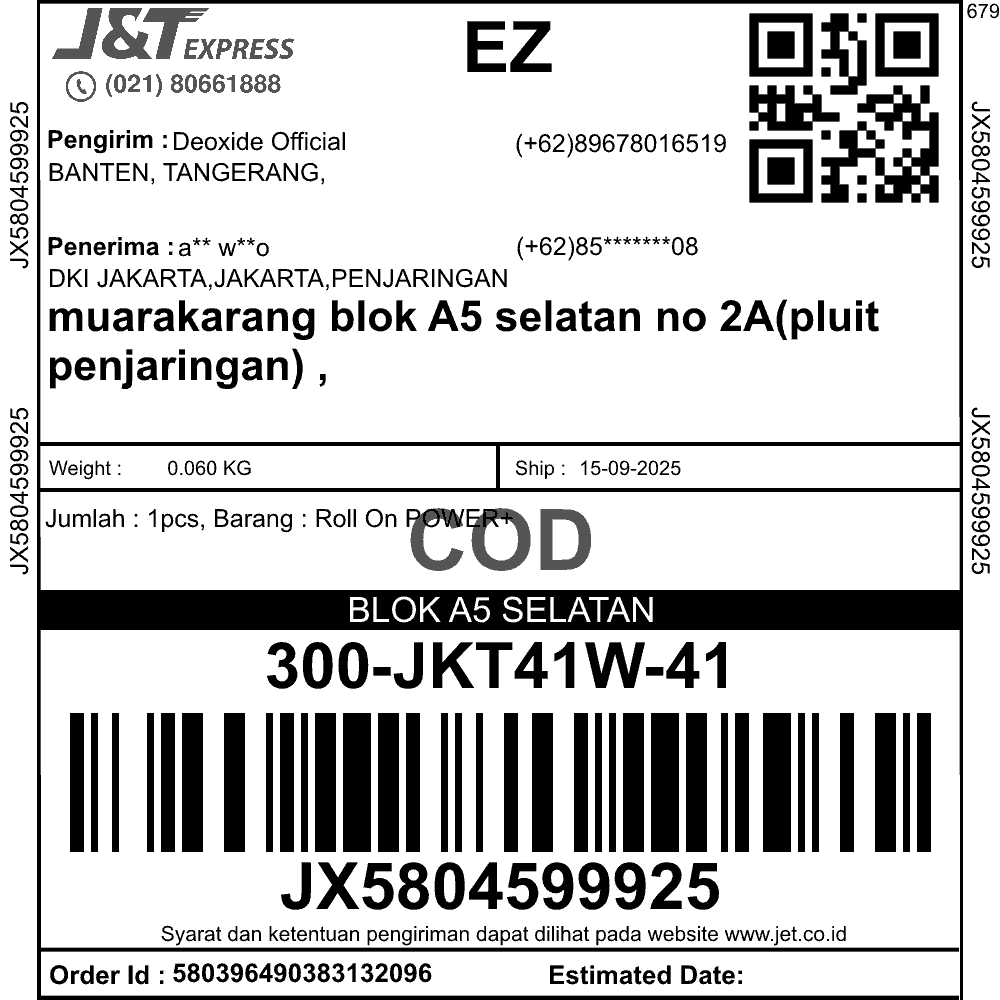 J&T EXPRESS
EZ
679
(021) 80661888
Pengirim : Deoxide Official (+62)89678016519
BANTEN, TANGERANG,
Penerima : a** w**o (+62)85*******08
DKI JAKARTA,JAKARTA,PENJARINGAN
muarakarang blok A5 selatan no 2A(pluit
penjaringan) ,
JX5804599925
JX5804599925
JX5804599925
JX5804599925
Weight : 0.060 KG Ship : 15-09-2025
Jumlah : 1pcs, Barang : Roll On POWER+
COD
BLOK A5 SELATAN
300-JKT41W-41
JX5804599925
Syarat dan ketentuan pengiriman dapat dilihat pada website www.jet.co.id
Order Id : 580396490383132096 Estimated Date: